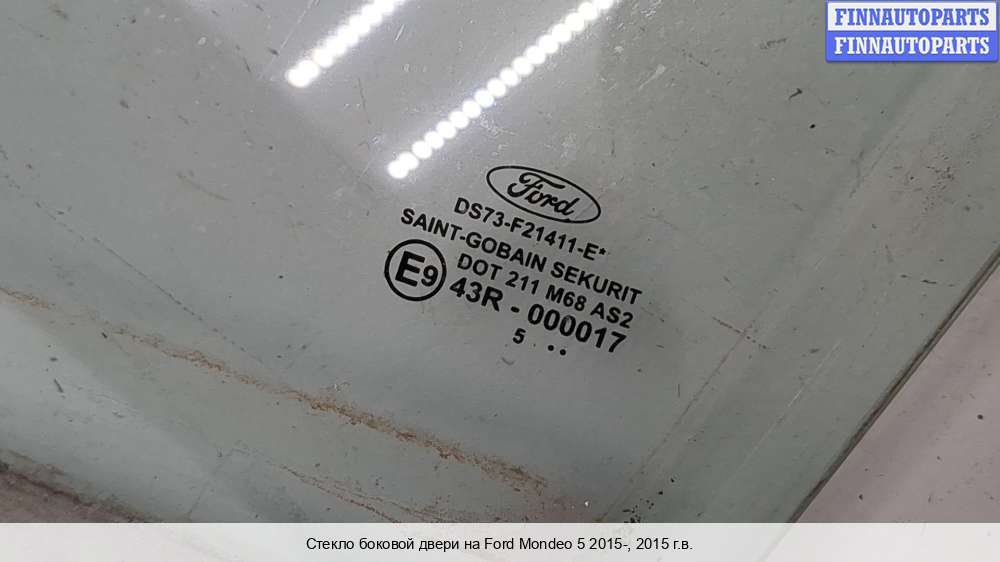 FINNAUTOPARTS
FINNAUTOPARTS
Ford
DS73-F21411-E*
SAINT-GOBAIN SEKURIT
DOT 211 M68 AS2
E9 43R - 000017
5 ..
Стекло боковой двери на Ford Mondeo 5 2015-, 2015 г.в.